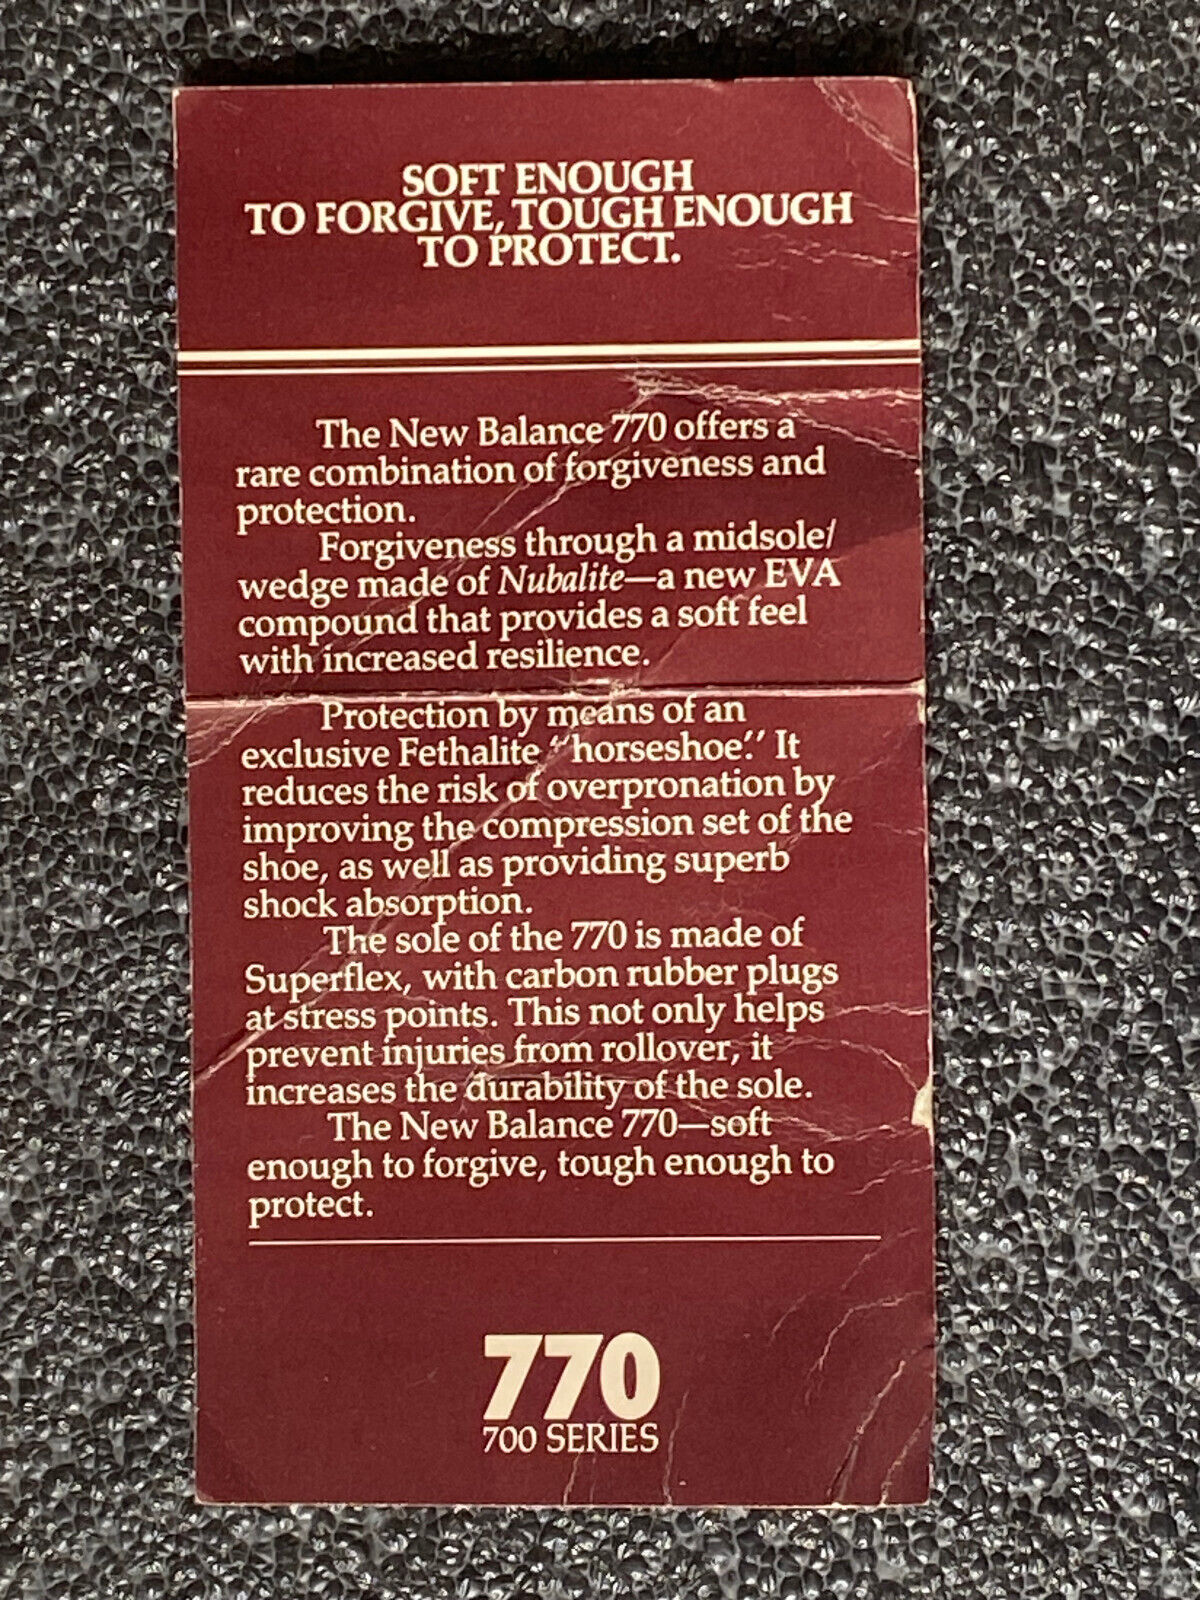 SOFT ENOUGH
TO FORGIVE, TOUGH ENOUGH
TO PROTECT.
The New Balance 770 offers a
rare combination of forgiveness and
protection.
Forgiveness through a midsole/
wedge made of Nubalite—a new EVA
compound that provides a soft feel
with increased resilience.
Protection by means of an
exclusive Fethalite “horseshoe.” It
reduces the risk of overpronation by
improving the compression set of the
shoe, as well as providing superb
shock absorption.
The sole of the 770 is made of
Superflex, with carbon rubber plugs
at stress points. This not only helps
prevent injuries from rollover, it
increases the durability of the sole.
The New Balance 770—soft
enough to forgive, tough enough to
protect.
770
700 SERIES